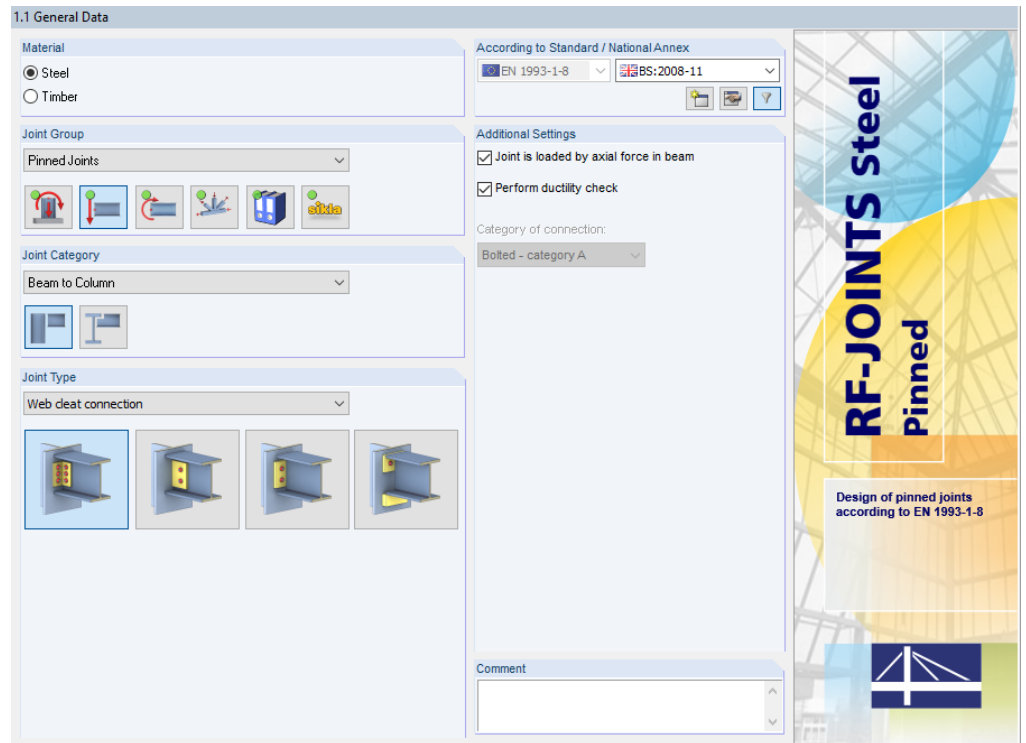 1.1 General Data
Material
Steel
Timber
Joint Group
Pinned Joints
sikla
Joint Category
Beam to Column
Joint Type
Web cleat connection
According to Standard / National Annex
EN 1993-1-8
BS:2008-11
Additional Settings
Joint is loaded by axial force in beam
Perform ductility check
Category of connection:
Bolted - category A
Comment
RF-JOINTS Steel
Pinned
Design of pinned joints
according to EN 1993-1-8